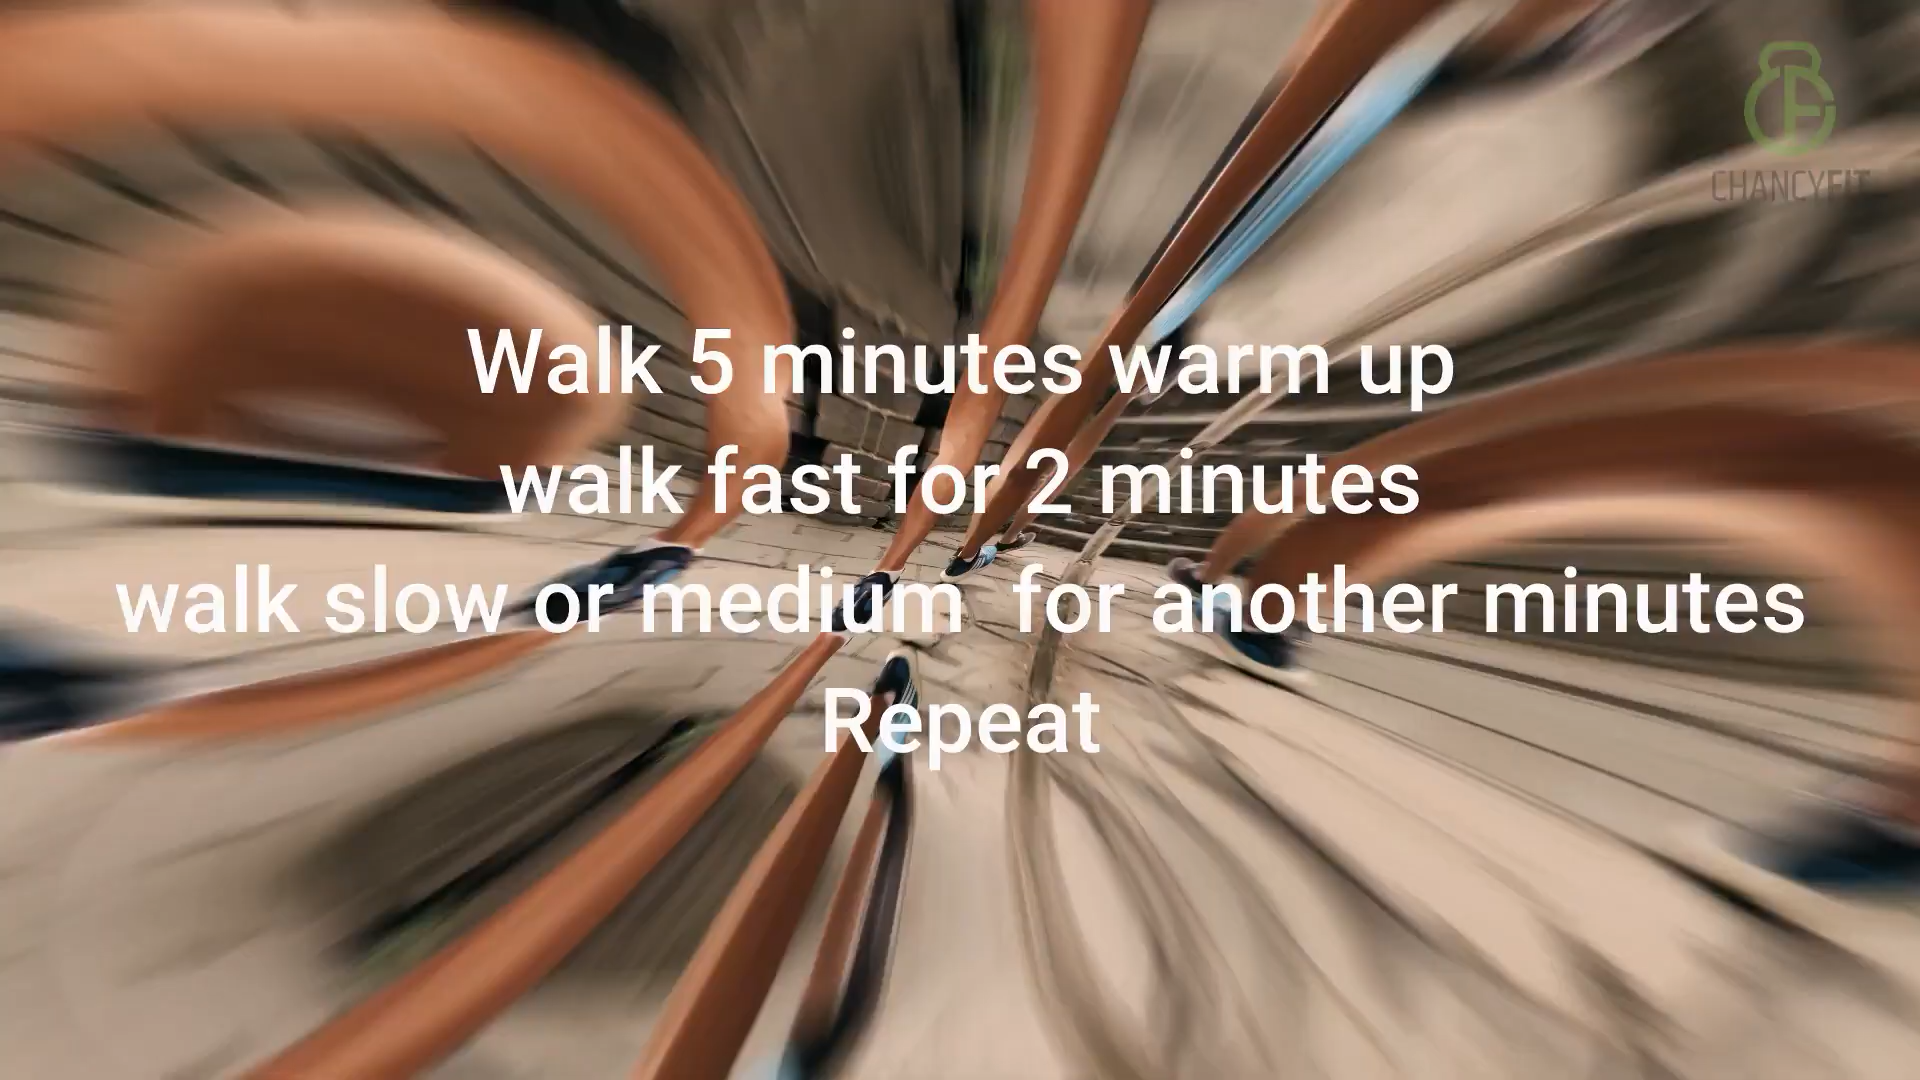 CHANCYFIT
Walk 5 minutes warm up
walk fast for 2 minutes
walk slow or medium  for another minutes
Repeat